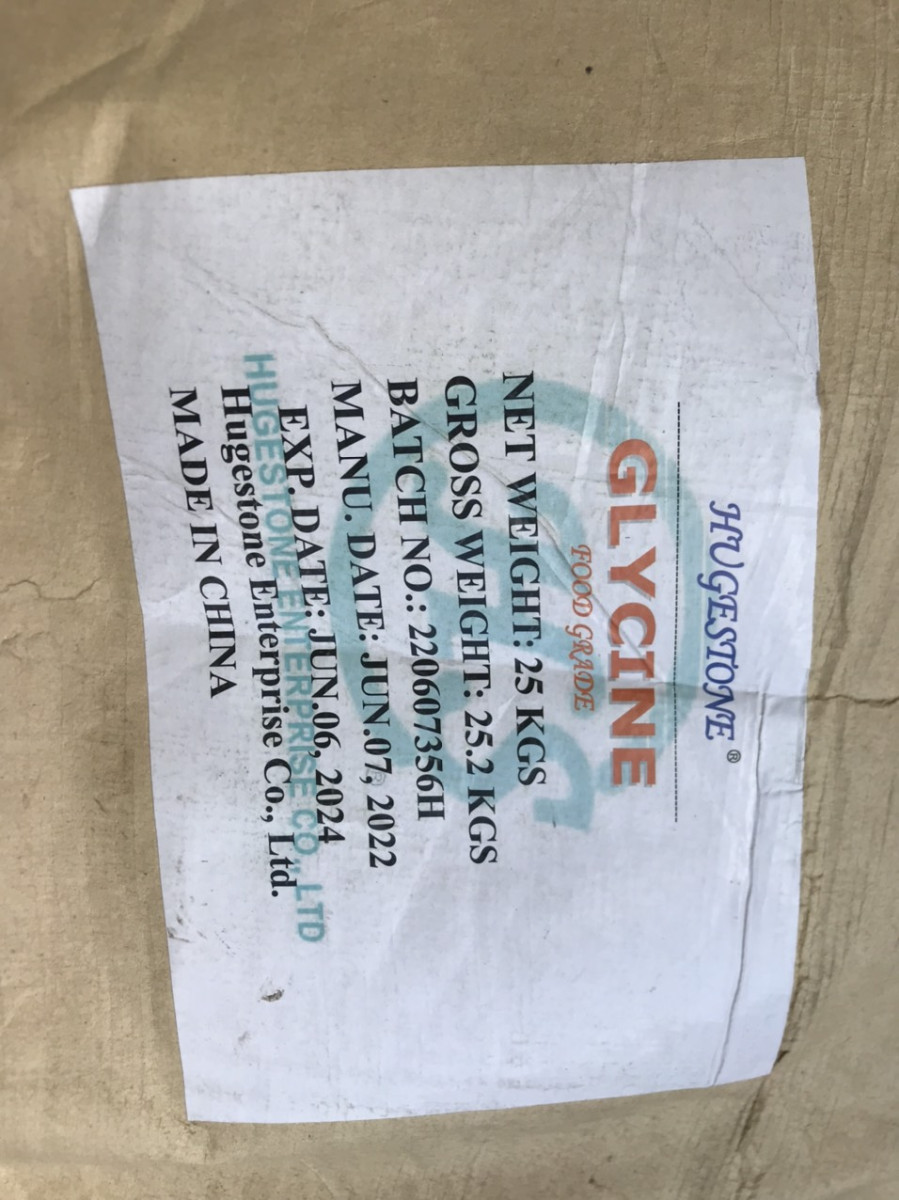 HUGESTONE®
GLYCINE
FOOD GRADE
NET WEIGHT: 25 KGS
GROSS WEIGHT: 25.2 KGS
BATCH NO.: 220607356H
MANU. DATE: JUN.07, 2022
EXP. DATE: JUN.06, 2024
HUGESTONE ENTERPRISE CO., LTD
Hugestone Enterprise Co., Ltd.
MADE IN CHINA